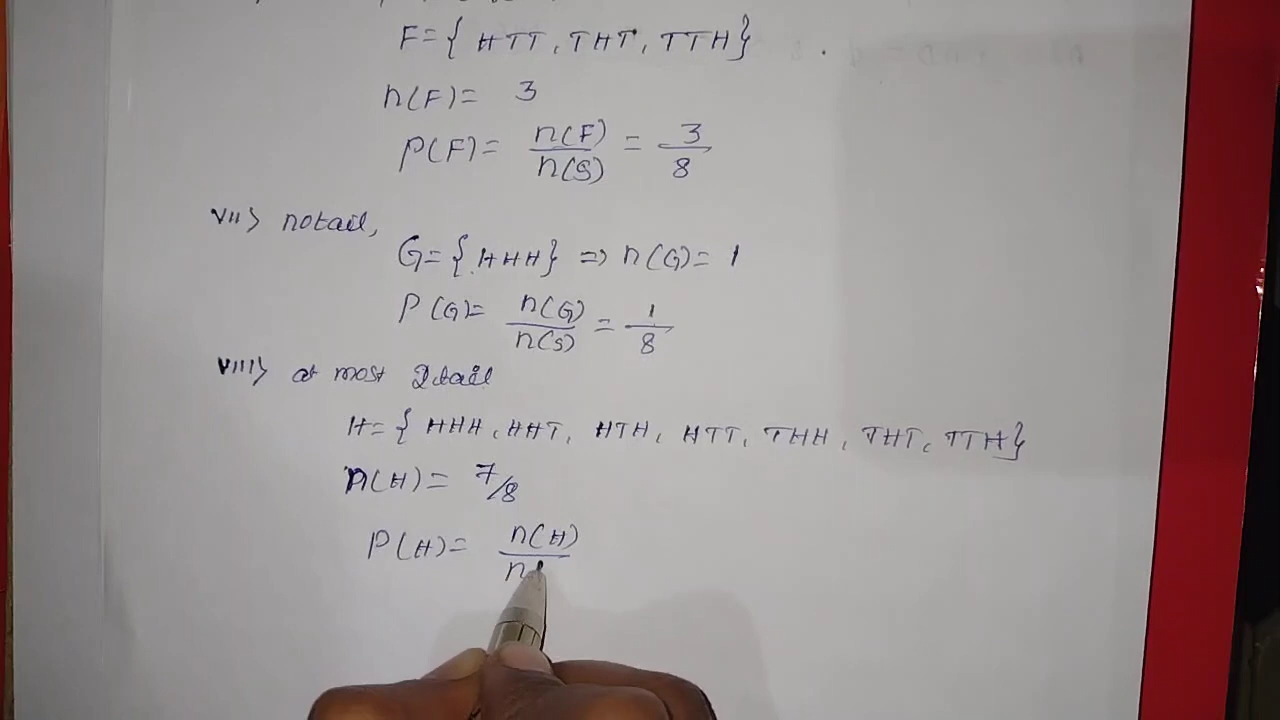 F = { HTT, THT, TTH}
n(F) = 3
P(F) = n(F)/n(S) = 3/8
VII> no tail,
G = { HHH} => n(G) = 1
P(G) = n(G)/n(S) = 1/8
VIII> at most 2 tail
H = { HHH, HHT, HTH, HTT, THH, THT, TTH}
n(H) = 7/8
P(H) = n(H)/n